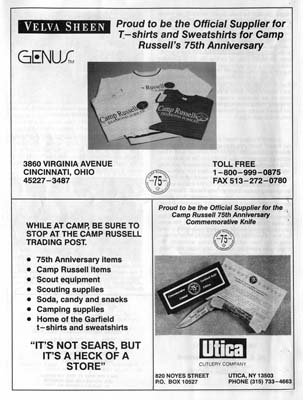 VELVA SHEEN
GENUS
Proud to be the Official Supplier for
T-shirts and Sweatshirts for Camp
Russell's 75th Anniversary
Camp Russell
Camp Russell
3860 VIRGINIA AVENUE
CINCINNATI, OHIO
45227-3487
75
TOLL FREE
1-800-999-0875
FAX 513-272-0780
WHILE AT CAMP, BE SURE TO
STOP AT THE CAMP RUSSELL
TRADING POST.
• 75th Anniversary items
• Camp Russell items
• Scout equipment
• Scouting supplies
• Soda, candy and snacks
• Camping supplies
• Home of the Garfield
t-shirts and sweatshirts
"IT'S NOT SEARS, BUT
IT'S A HECK OF A
STORE"
Proud to be the Official Supplier for the
Camp Russell 75th Anniversary
Commemorative Knife
75
Utica
CUTLERY COMPANY
820 NOYES STREET
P.O. BOX 10527
UTICA, NY 13503
PHONE (315) 733-4663